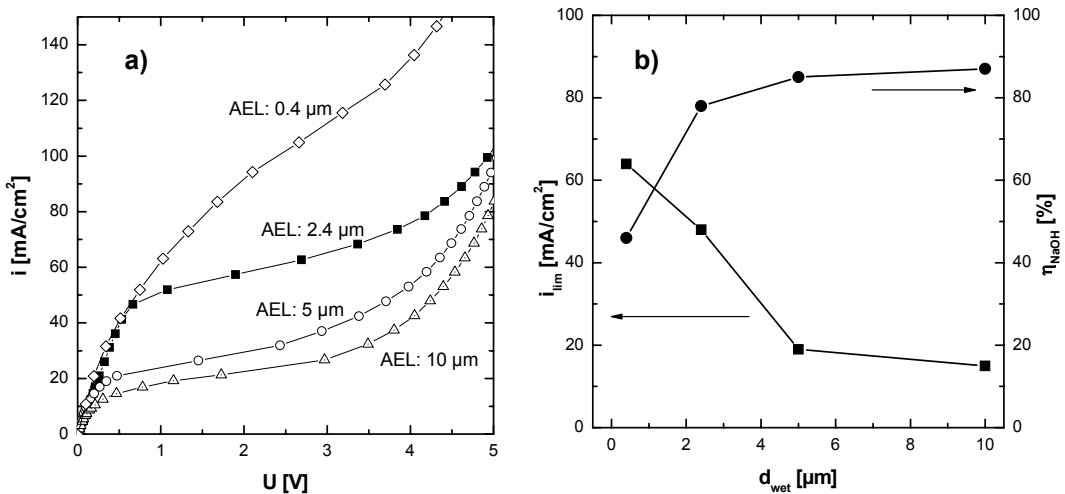 a)
AEL: 0.4 µm
AEL: 2.4 µm
AEL: 5 µm
AEL: 10 µm
0
20
40
60
80
100
120
140
0
1
2
3
4
5
i [mA/cm²]
U [V]
b)
0
20
40
60
80
100
0
2
4
6
8
10
0
20
40
60
80
100
i_lim [mA/cm²]
d_wet [µm]
η_NaOH [%]